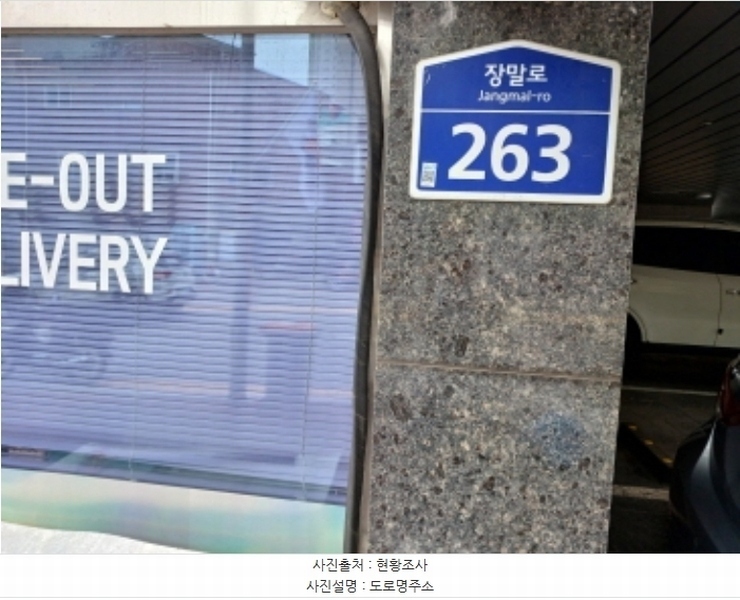 장말로
Jangmal-ro
263
E-OUT
LIVERY
사진출처 : 현황조사
사진설명 : 도로명주소